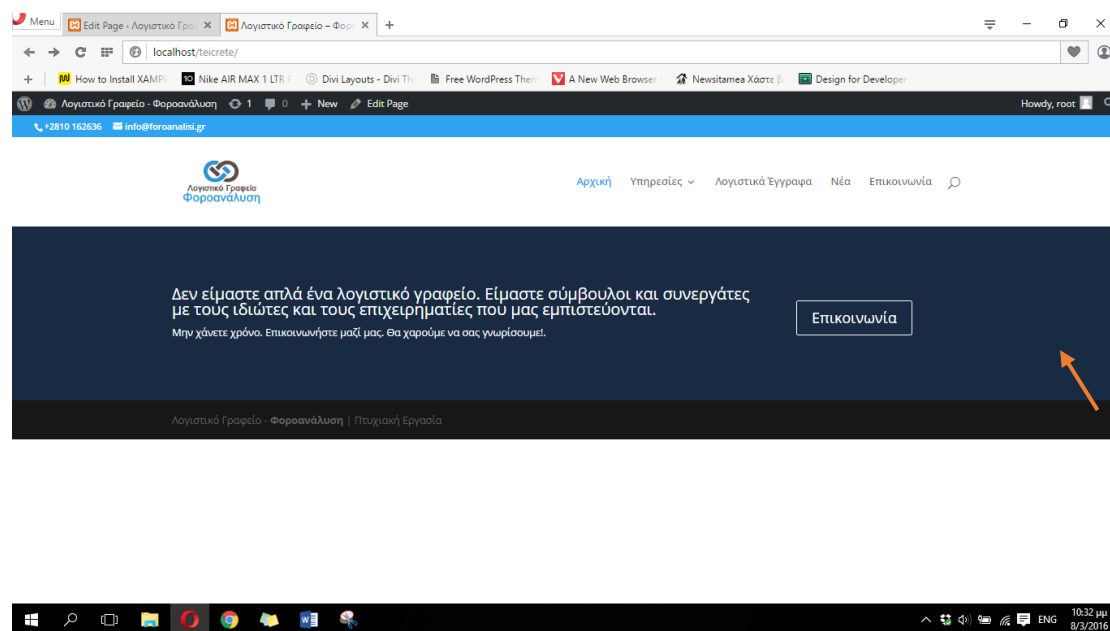 Menu
Edit Page ‹ Λογιστικό Γρα
Λογιστικό Γραφείο – Φορο
localhost/teicrete/
How to Install XAMP
Nike AIR MAX 1 LTR
Divi Layouts - Divi Th
Free WordPress Them
A New Web Browser
Newsitamea Χάστε β
Design for Developer
Λογιστικό Γραφείο - Φοροανάλυση 1 0 + New Edit Page
Howdy, root
+2810 162636 info@foroanalisi.gr
Λογιστικό Γραφείο
Φοροανάλυση
Αρχική Υπηρεσίες Λογιστικά Έγγραφα Νέα Επικοινωνία
Δεν είμαστε απλά ένα λογιστικό γραφείο. Είμαστε σύμβουλοι και συνεργάτες
με τους ιδιώτες και τους επιχειρηματίες που μας εμπιστεύονται.
Μην χάνετε χρόνο. Επικοινωνήστε μαζί μας. Θα χαρούμε να σας γνωρίσουμε!.
Επικοινωνία
Λογιστικό Γραφείο - Φοροανάλυση | Πτυχιακή Εργασία
ENG
10:32 μμ
8/3/2016